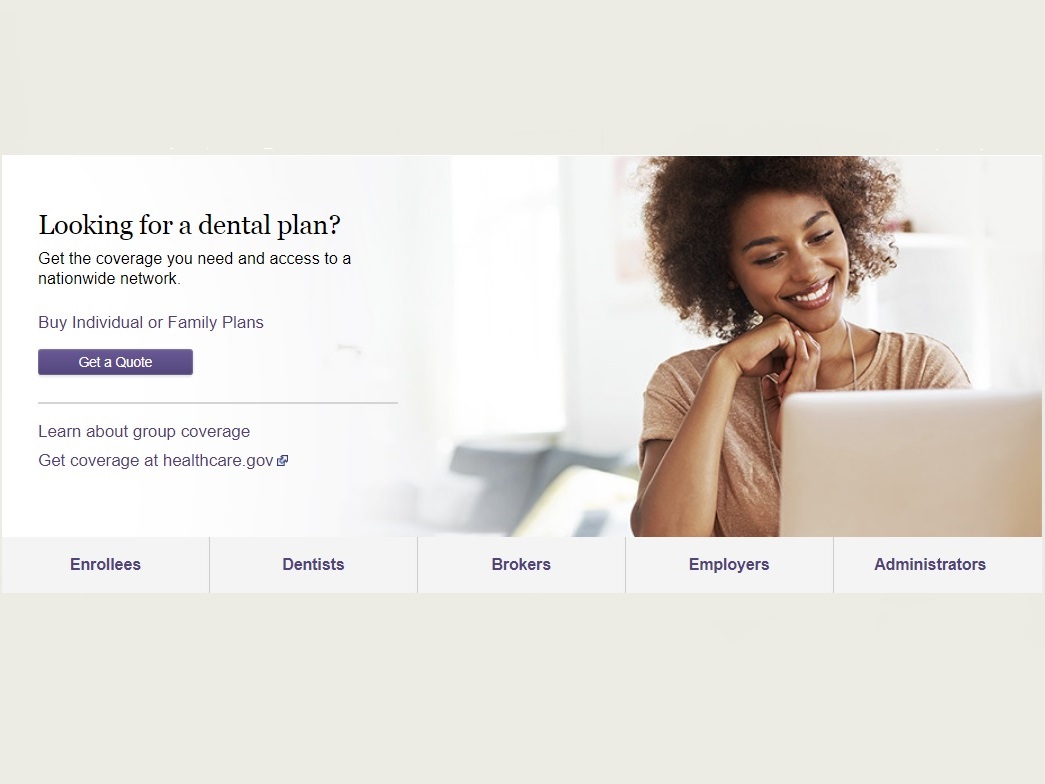 Looking for a dental plan?
Get the coverage you need and access to a
nationwide network.
Buy Individual or Family Plans
Get a Quote
Learn about group coverage
Get coverage at healthcare.gov
Enrollees
Dentists
Brokers
Employers
Administrators